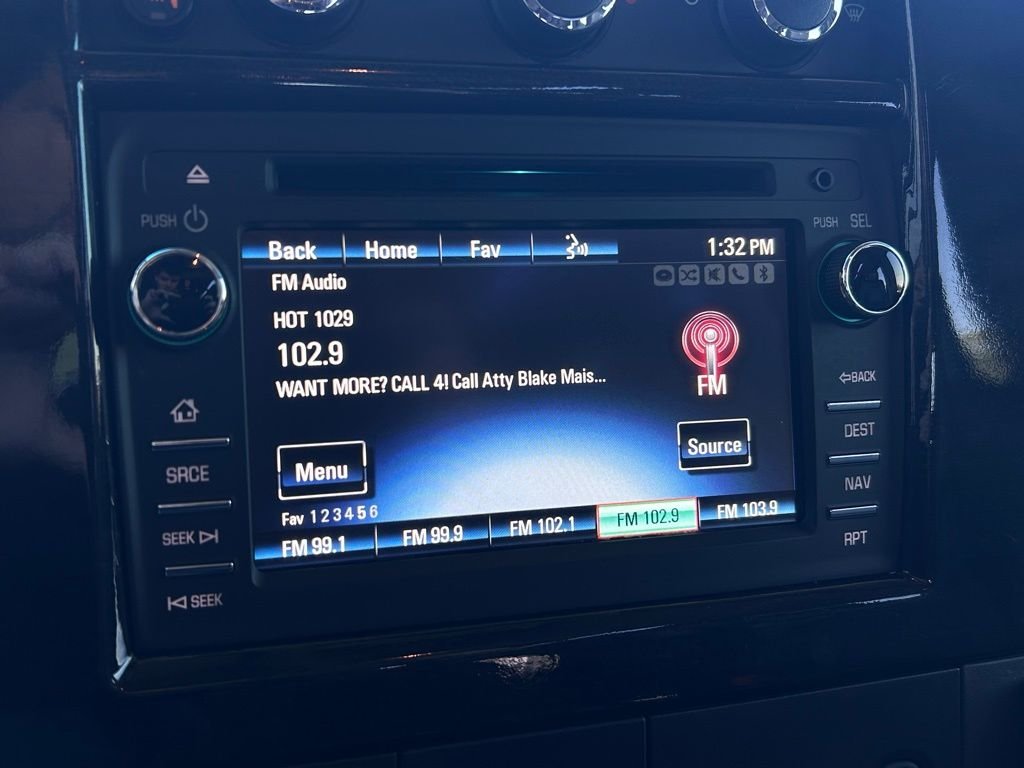 PUSH
PUSH SEL
Back Home Fav 1:32 PM
FM Audio
HOT 1029
102.9
WANT MORE? CALL 4! Call Atty Blake Mais...
FM
Menu
Source
Fav 1 2 3 4 5 6
FM 99.1 FM 99.9 FM 102.1 FM 102.9 FM 103.9
SRCE
SEEK
SEEK
BACK
DEST
NAV
RPT